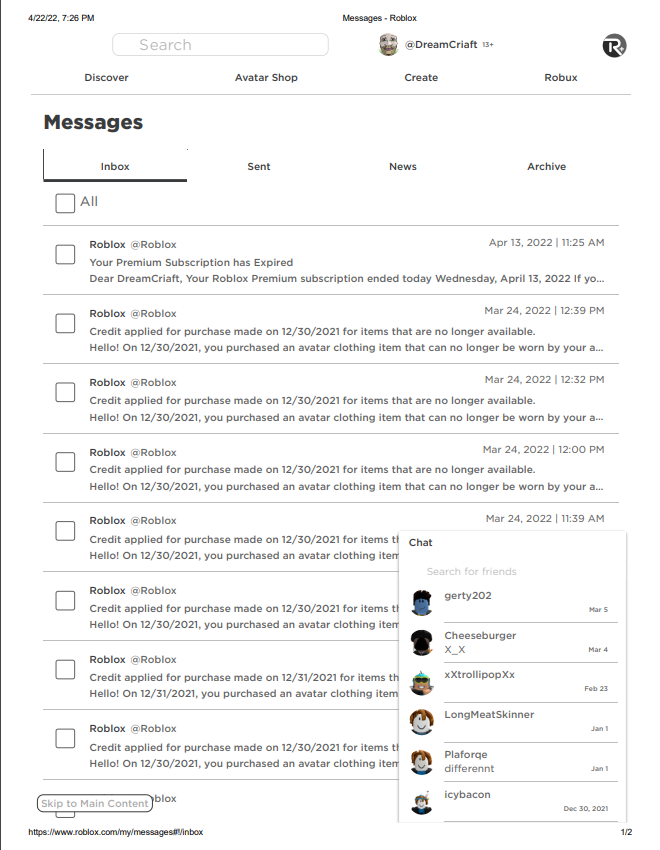 4/22/22, 7:26 PM
Messages - Roblox
Search
@DreamCriaft 13+
Discover
Avatar Shop
Create
Robux
Messages
Inbox
Sent
News
Archive
All
Roblox @Roblox
Apr 13, 2022 | 11:25 AM
Your Premium Subscription has Expired
Dear DreamCriaft, Your Roblox Premium subscription ended today Wednesday, April 13, 2022 If yo...
Roblox @Roblox
Mar 24, 2022 | 12:39 PM
Credit applied for purchase made on 12/30/2021 for items that are no longer available.
Hello! On 12/30/2021, you purchased an avatar clothing item that can no longer be worn by your a...
Roblox @Roblox
Mar 24, 2022 | 12:32 PM
Credit applied for purchase made on 12/30/2021 for items that are no longer available.
Hello! On 12/30/2021, you purchased an avatar clothing item that can no longer be worn by your a...
Roblox @Roblox
Mar 24, 2022 | 12:00 PM
Credit applied for purchase made on 12/30/2021 for items that are no longer available.
Hello! On 12/30/2021, you purchased an avatar clothing item that can no longer be worn by your a...
Roblox @Roblox
Mar 24, 2022 | 11:39 AM
Credit applied for purchase made on 12/30/2021 for items th
Hello! On 12/30/2021, you purchased an avatar clothing item
Roblox @Roblox
Credit applied for purchase made on 12/30/2021 for items th
Hello! On 12/30/2021, you purchased an avatar clothing item
Roblox @Roblox
Credit applied for purchase made on 12/31/2021 for items th
Hello! On 12/31/2021, you purchased an avatar clothing item
Roblox @Roblox
Credit applied for purchase made on 12/30/2021 for items th
Hello! On 12/30/2021, you purchased an avatar clothing item
blox @Roblox
Skip to Main Content
Chat
Search for friends
gerty202
Mar 5
Cheeseburger
X_X
Mar 4
xXtrollipopXx
Feb 23
LongMeatSkinner
Jan 1
Plaforqe
differennt
Jan 1
icybacon
Dec 30, 2021
https://www.roblox.com/my/messages#!/inbox
1/2